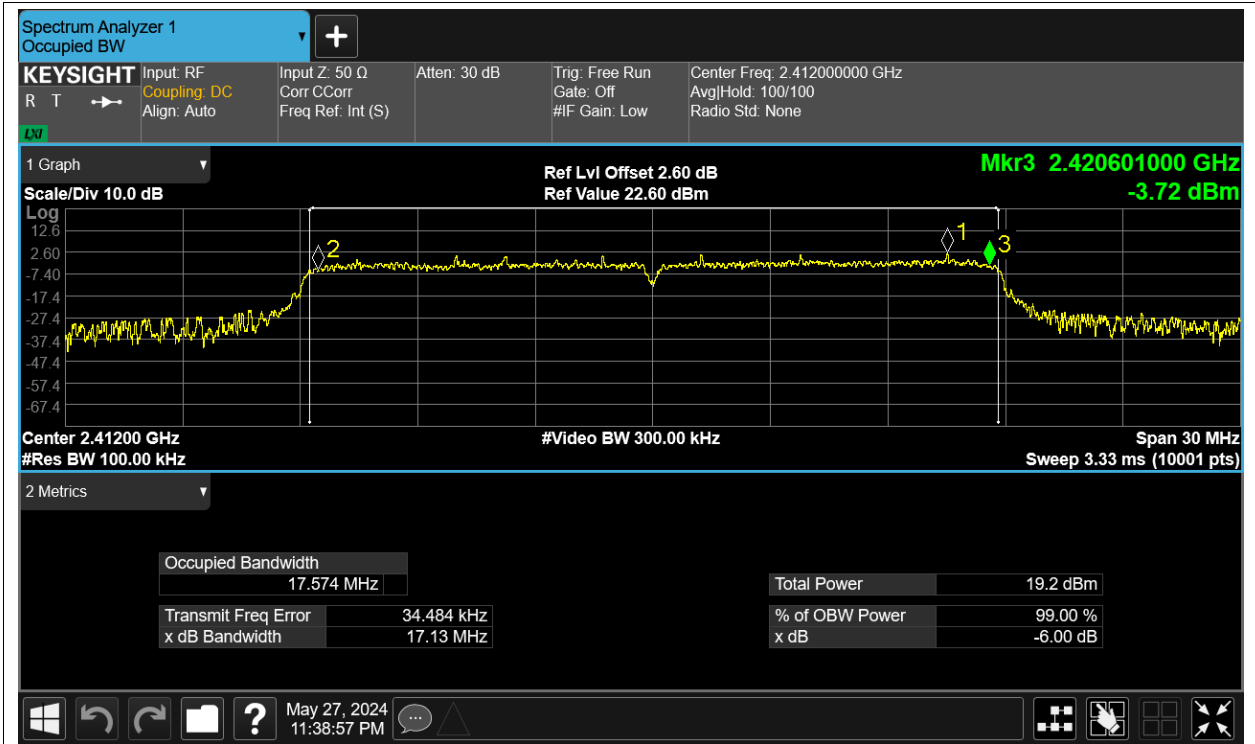 Spectrum Analyzer 1
Occupied BW
KEYSIGHT
R T
LXI
Input: RF
Coupling: DC
Align: Auto
Input Z: 50 Ω
Corr CCorr
Freq Ref: Int (S)
Atten: 30 dB
Trig: Free Run
Gate: Off
#IF Gain: Low
Center Freq: 2.412000000 GHz
Avg|Hold: 100/100
Radio Std: None
1 Graph
Scale/Div 10.0 dB
Ref Lvl Offset 2.60 dB
Ref Value 22.60 dBm
Mkr3 2.420601000 GHz
-3.72 dBm
Log
12.6
2.60
-7.40
-17.4
-27.4
-37.4
-47.4
-57.4
-67.4
2
1
3
Center 2.41200 GHz
#Res BW 100.00 kHz
#Video BW 300.00 kHz
Span 30 MHz
Sweep 3.33 ms (10001 pts)
2 Metrics
Occupied Bandwidth
17.574 MHz
Transmit Freq Error 34.484 kHz
x dB Bandwidth 17.13 MHz
Total Power 19.2 dBm
% of OBW Power 99.00 %
x dB -6.00 dB
?
May 27, 2024
11:38:57 PM